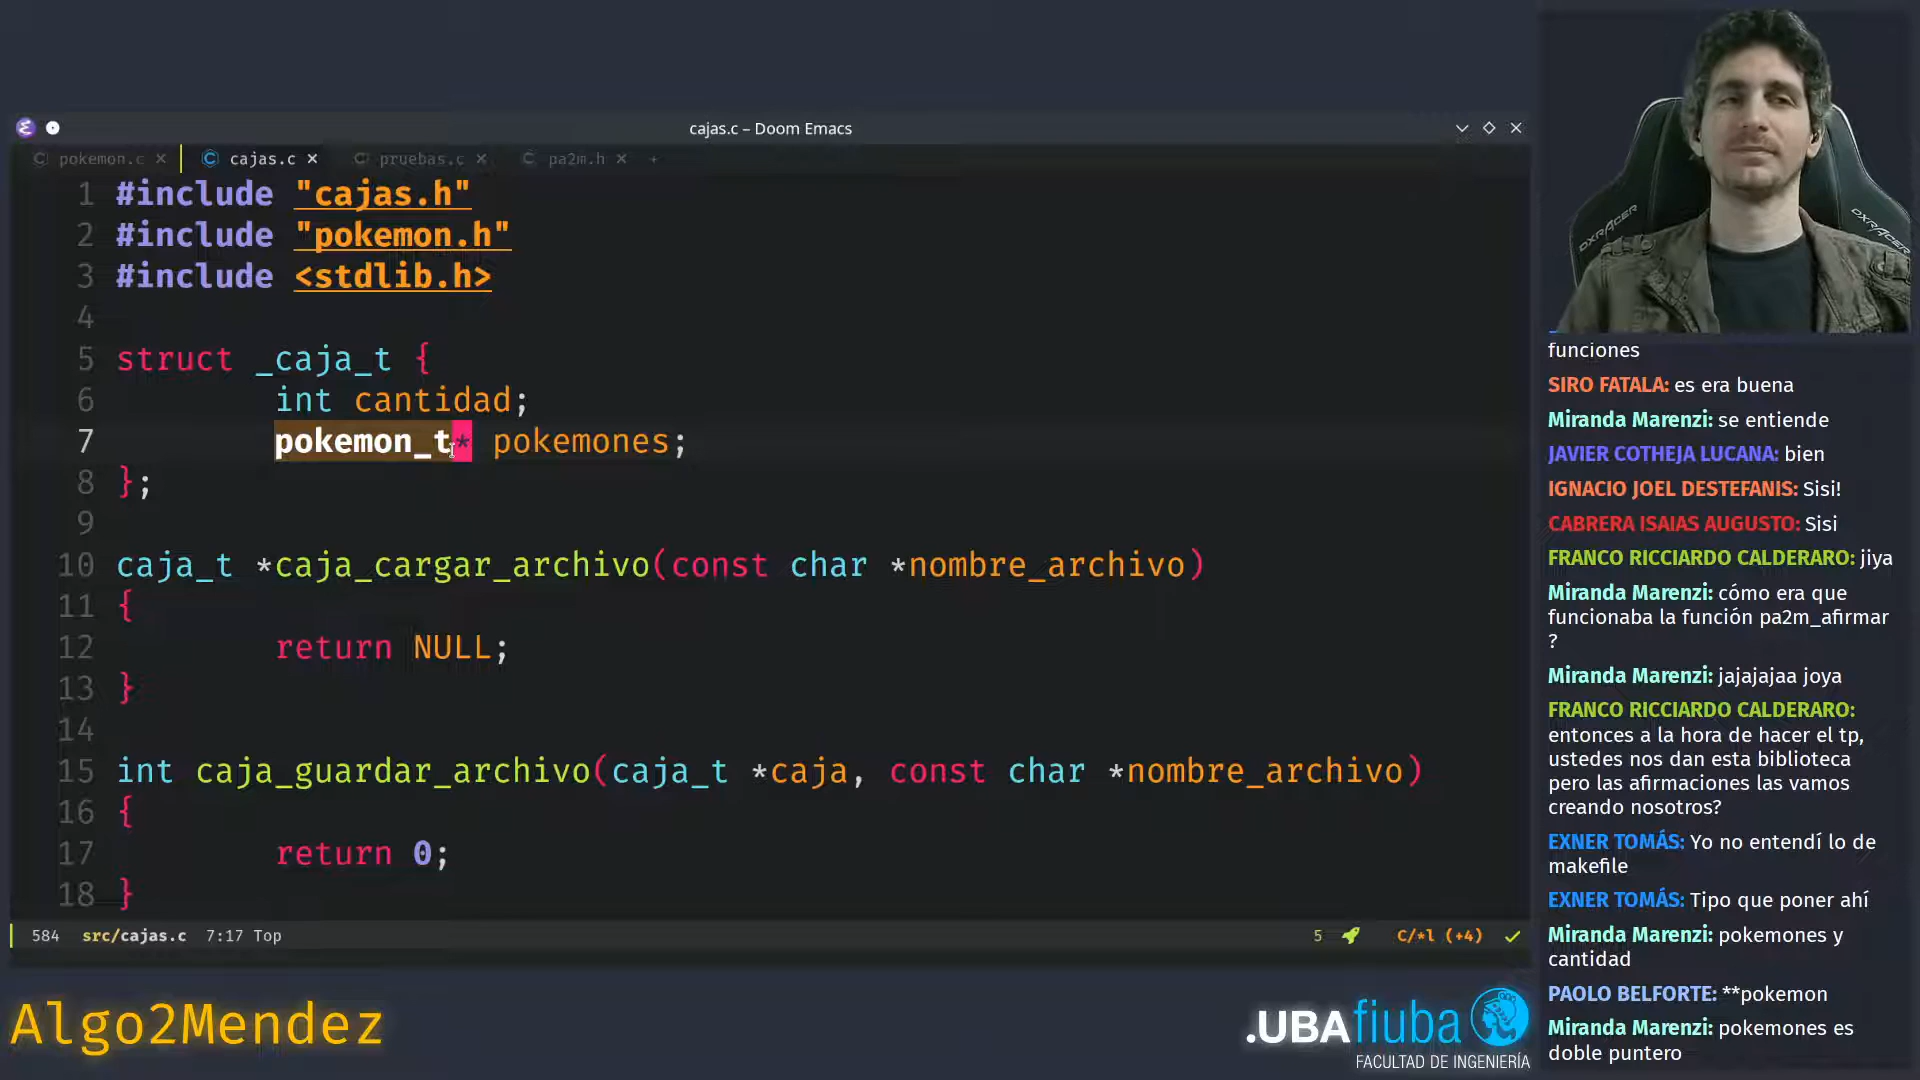 cajas.c – Doom Emacs
pokemon.c × cajas.c × pruebas.c × pa2m.h × +
1 #include "cajas.h"
2 #include "pokemon.h"
3 #include <stdlib.h>
4
5 struct _caja_t {
6 int cantidad;
7 pokemon_t* pokemones;
8 };
9
10 caja_t *caja_cargar_archivo(const char *nombre_archivo)
11 {
12 return NULL;
13 }
14
15 int caja_guardar_archivo(caja_t *caja, const char *nombre_archivo)
16 {
17 return 0;
18 }
584 src/cajas.c 7:17 Top 5 C/*l (+4)
Algo2Mendez
.UBAfiuba
FACULTAD DE INGENIERÍA
DXRACER
DXRACER
funciones
SIRO FATALA: es era buena
Miranda Marenzi: se entiende
JAVIER COTHEJA LUCANA: bien
IGNACIO JOEL DESTEFANIS: Sisi!
CABRERA ISAIAS AUGUSTO: Sisi
FRANCO RICCIARDO CALDERARO: jiya
Miranda Marenzi: cómo era que
funcionaba la función pa2m_afirmar
?
Miranda Marenzi: jajajajaa joya
FRANCO RICCIARDO CALDERARO:
entonces a la hora de hacer el tp,
ustedes nos dan esta biblioteca
pero las afirmaciones las vamos
creando nosotros?
EXNER TOMÁS: Yo no entendí lo de
makefile
EXNER TOMÁS: Tipo que poner ahí
Miranda Marenzi: pokemones y
cantidad
PAOLO BELFORTE: **pokemon
Miranda Marenzi: pokemones es
doble puntero